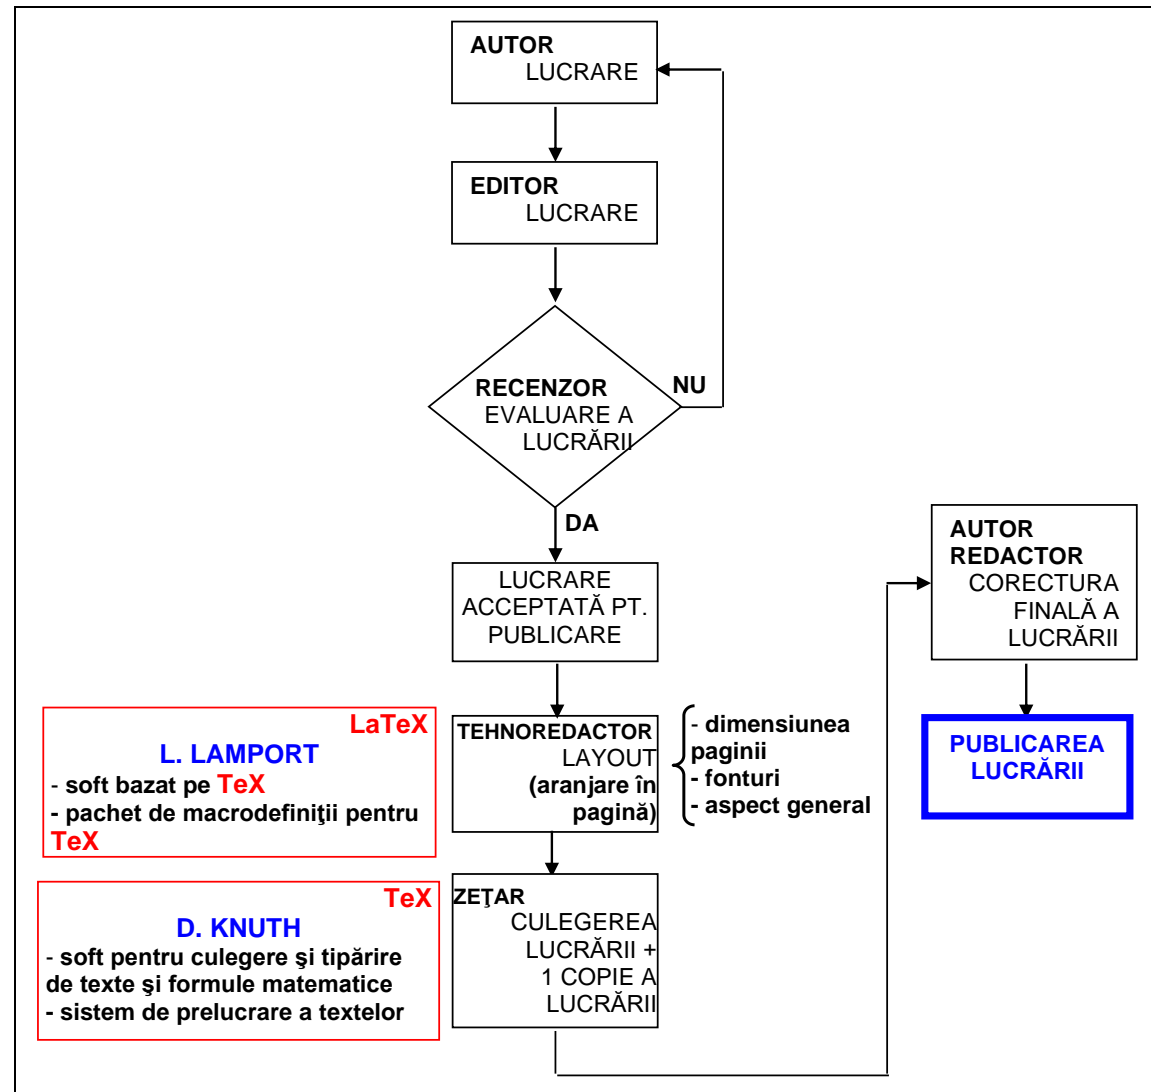 AUTOR
LUCRARE
EDITOR
LUCRARE
RECENZOR
EVALUARE A
LUCRĂRII
NU
DA
LUCRARE
ACCEPTATĂ PT.
PUBLICARE
LaTeX
L. LAMPORT
- soft bazat pe TeX
- pachet de macrodefiniţii pentru
TeX
TEHNOREDACTOR
LAYOUT
(aranjare în
pagină)
- dimensiunea
paginii
- fonturi
- aspect general
TeX
D. KNUTH
- soft pentru culegere şi tipărire
de texte şi formule matematice
- sistem de prelucrare a textelor
ZEŢAR
CULEGEREA
LUCRĂRII +
1 COPIE A
LUCRĂRII
AUTOR
REDACTOR
CORECTURA
FINALĂ A
LUCRĂRII
PUBLICAREA
LUCRĂRII